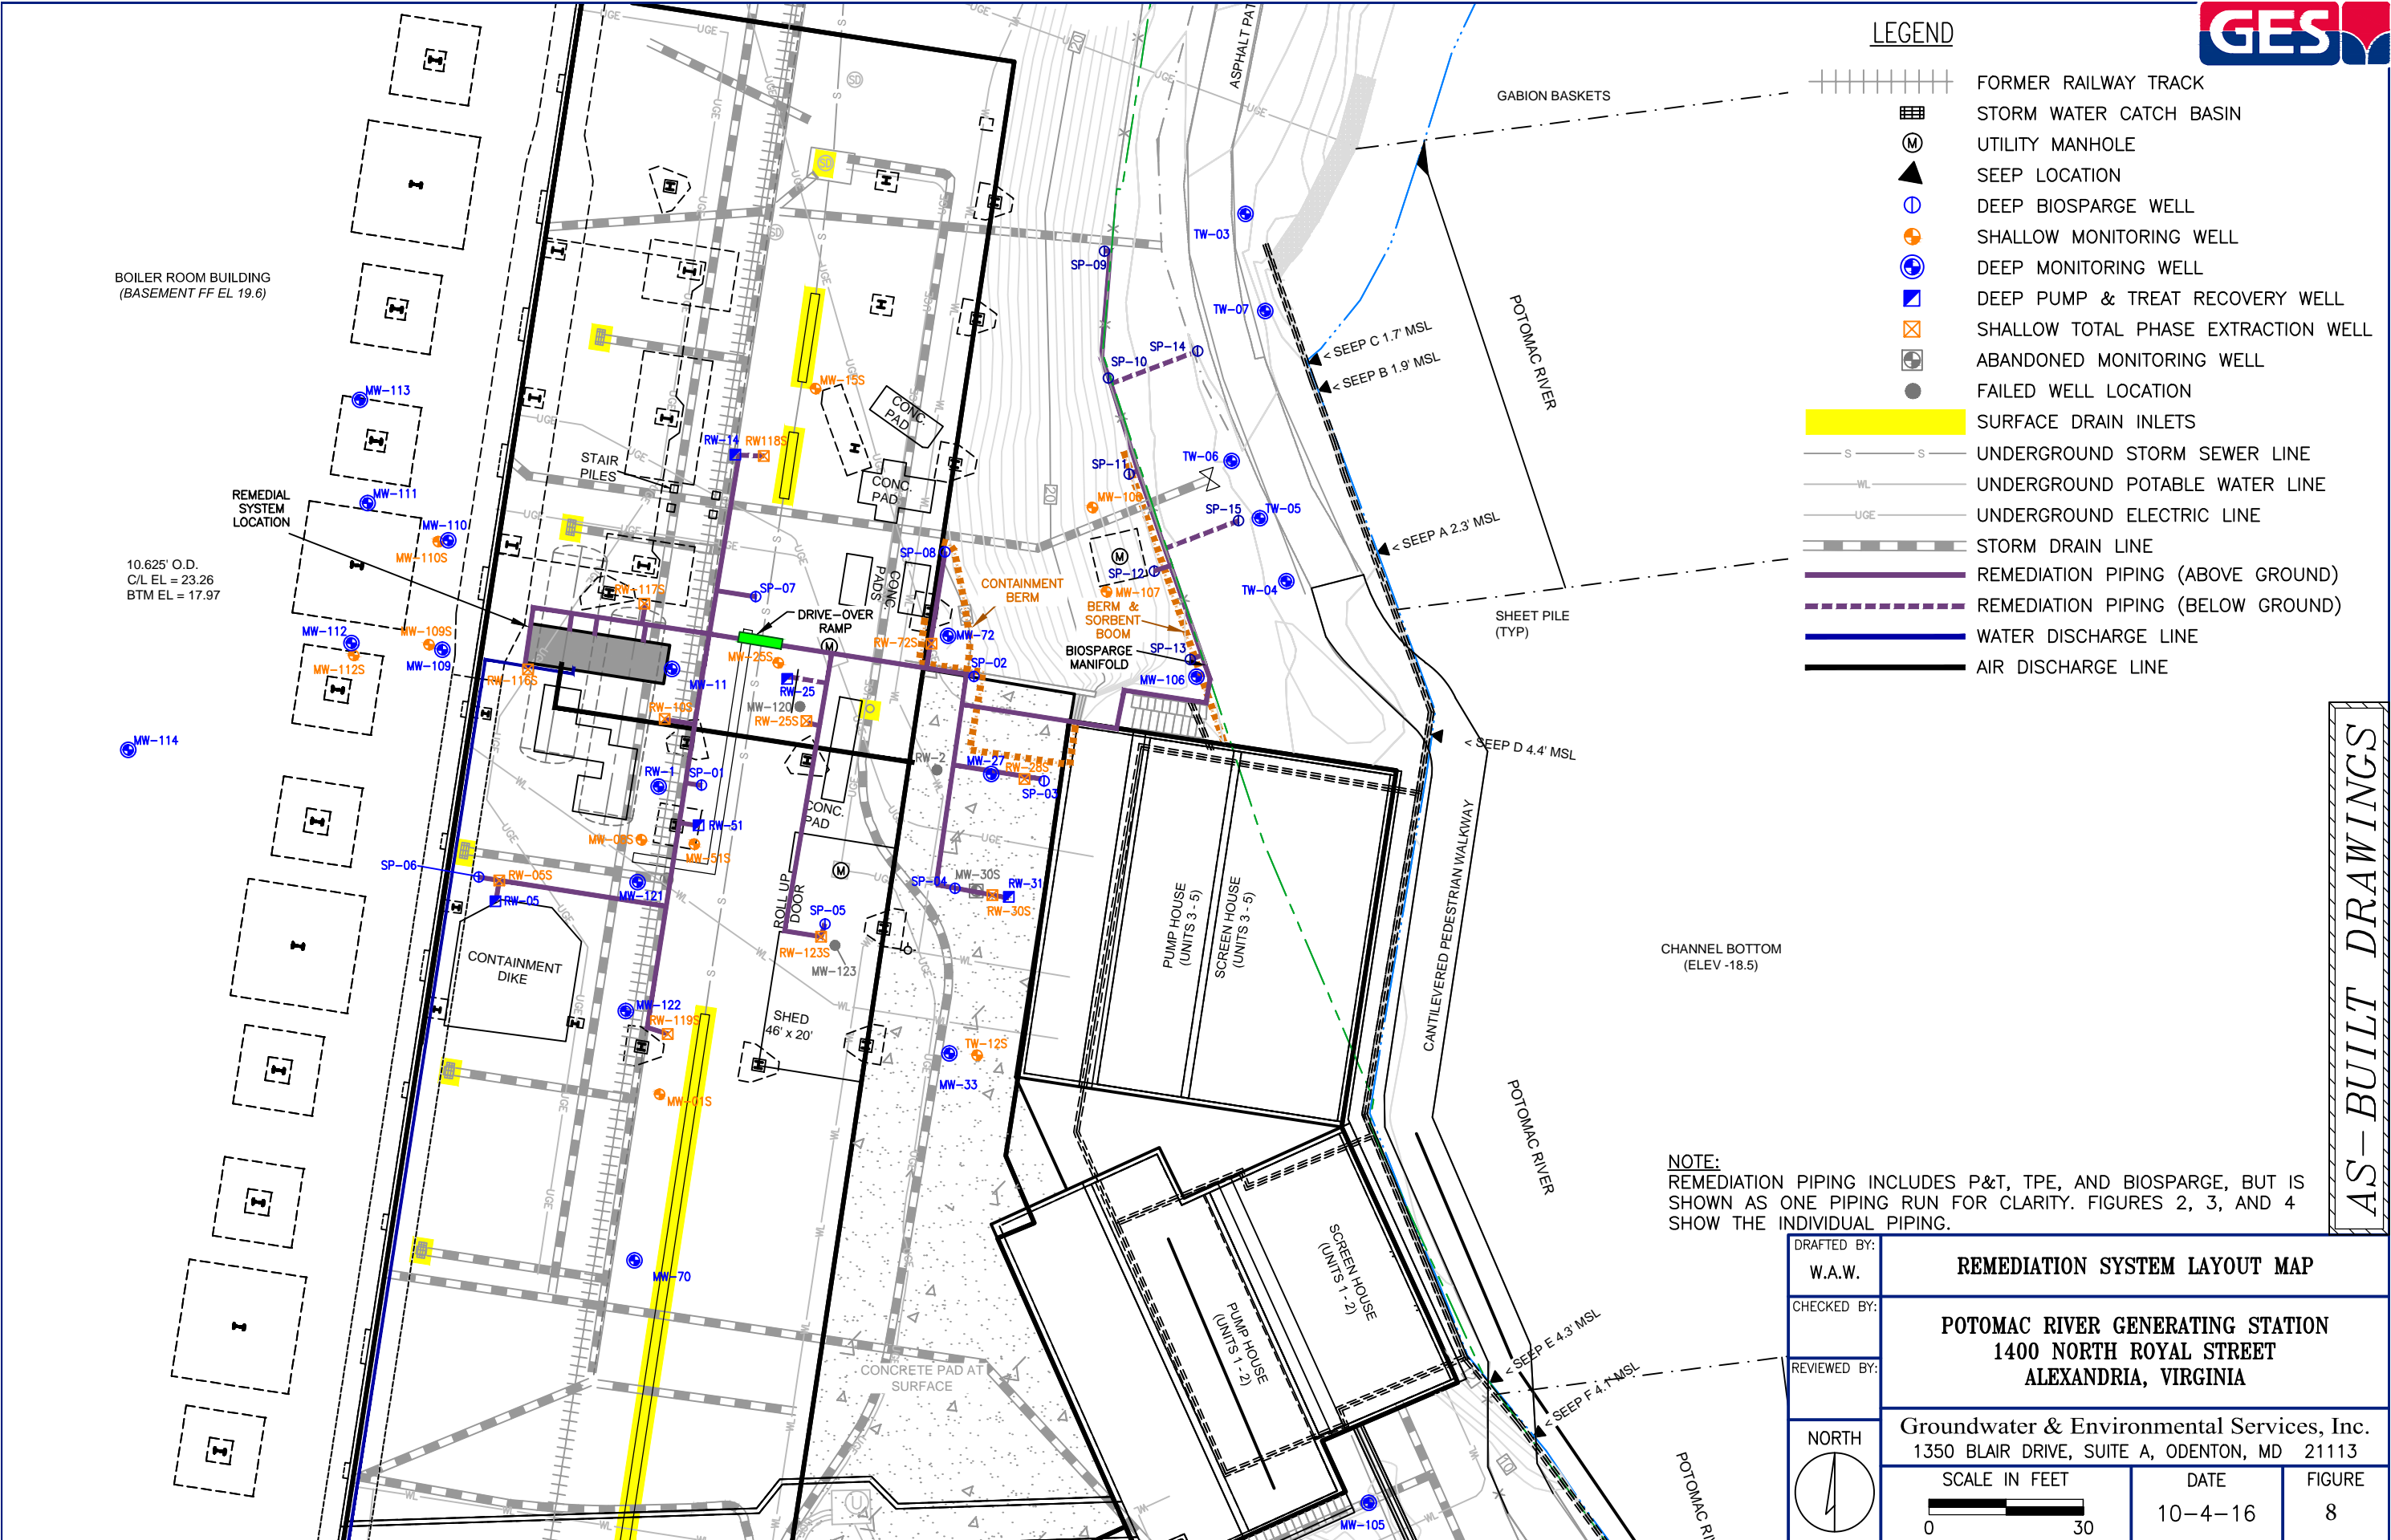 GES
LEGEND
FORMER RAILWAY TRACK
STORM WATER CATCH BASIN
M
UTILITY MANHOLE
SEEP LOCATION
DEEP BIOSPARGE WELL
SHALLOW MONITORING WELL
DEEP MONITORING WELL
DEEP PUMP & TREAT RECOVERY WELL
SHALLOW TOTAL PHASE EXTRACTION WELL
ABANDONED MONITORING WELL
FAILED WELL LOCATION
SURFACE DRAIN INLETS
S S
UNDERGROUND STORM SEWER LINE
WL
UNDERGROUND POTABLE WATER LINE
UGE
UNDERGROUND ELECTRIC LINE
STORM DRAIN LINE
REMEDIATION PIPING (ABOVE GROUND)
REMEDIATION PIPING (BELOW GROUND)
WATER DISCHARGE LINE
AIR DISCHARGE LINE
ASPHALT PAT
GABION BASKETS
BOILER ROOM BUILDING
(BASEMENT FF EL 19.6)
TW-03
SP-09
TW-07
SP-14
SP-10
< SEEP C 1.7' MSL
< SEEP B 1.9' MSL
POTOMAC RIVER
MW-113
MW-15S
CONC.
PAD
RW-14
RW118S
STAIR
PILES
CONC.
PAD
SP-11
TW-06
MW-108
SP-15
TW-05
< SEEP A 2.3' MSL
REMEDIAL
SYSTEM
LOCATION
MW-111
MW-110
MW-110S
10.625' O.D.
C/L EL = 23.26
BTM EL = 17.97
SP-08
CONC.
PADS
CONTAINMENT
BERM
M
SP-12
MW-107
TW-04
BERM &
SORBENT
BOOM
SHEET PILE
(TYP)
RW-117S
SP-07
DRIVE-OVER
RAMP
M
MW-112
MW-112S
MW-109S
MW-109
RW-72S
MW-72
BIOSPARGE
MANIFOLD
SP-13
MW-106
MW-25S
SP-02
RW-116S
MW-11
RW-25
MW-120
RW-25S
RW-10S
MW-114
< SEEP D 4.4' MSL
RW-2
MW-27
RW-28S
SP-03
RW-1
SP-01
RW-51
MW-09S
MW-51S
CONC.
PAD
M
SP-06
RW-05S
RW-05
MW-121
SP-04
MW-30S
RW-31
RW-30S
ROLL UP
DOOR
SP-05
RW-123S
MW-123
PUMP HOUSE
(UNITS 3 - 5)
SCREEN HOUSE
(UNITS 3 - 5)
CANTILEVERED PEDESTRIAN WALKWAY
CHANNEL BOTTOM
(ELEV -18.5)
CONTAINMENT
DIKE
MW-122
RW-119S
SHED
46' x 20'
TW-12S
MW-33
MW-01S
POTOMAC RIVER
MW-70
SCREEN HOUSE
(UNITS 1 - 2)
PUMP HOUSE
(UNITS 1 - 2)
CONCRETE PAD AT
SURFACE
< SEEP E 4.3' MSL
< SEEP F 4.1' MSL
MW-105
POTOMAC RI
AS-BUILT DRAWINGS
NOTE:
REMEDIATION PIPING INCLUDES P&T, TPE, AND BIOSPARGE, BUT IS
SHOWN AS ONE PIPING RUN FOR CLARITY. FIGURES 2, 3, AND 4
SHOW THE INDIVIDUAL PIPING.
DRAFTED BY:
W.A.W.
CHECKED BY:
REVIEWED BY:
NORTH
REMEDIATION SYSTEM LAYOUT MAP
POTOMAC RIVER GENERATING STATION
1400 NORTH ROYAL STREET
ALEXANDRIA, VIRGINIA
Groundwater & Environmental Services, Inc.
1350 BLAIR DRIVE, SUITE A, ODENTON, MD 21113
SCALE IN FEET
0 30
DATE
10-4-16
FIGURE
8